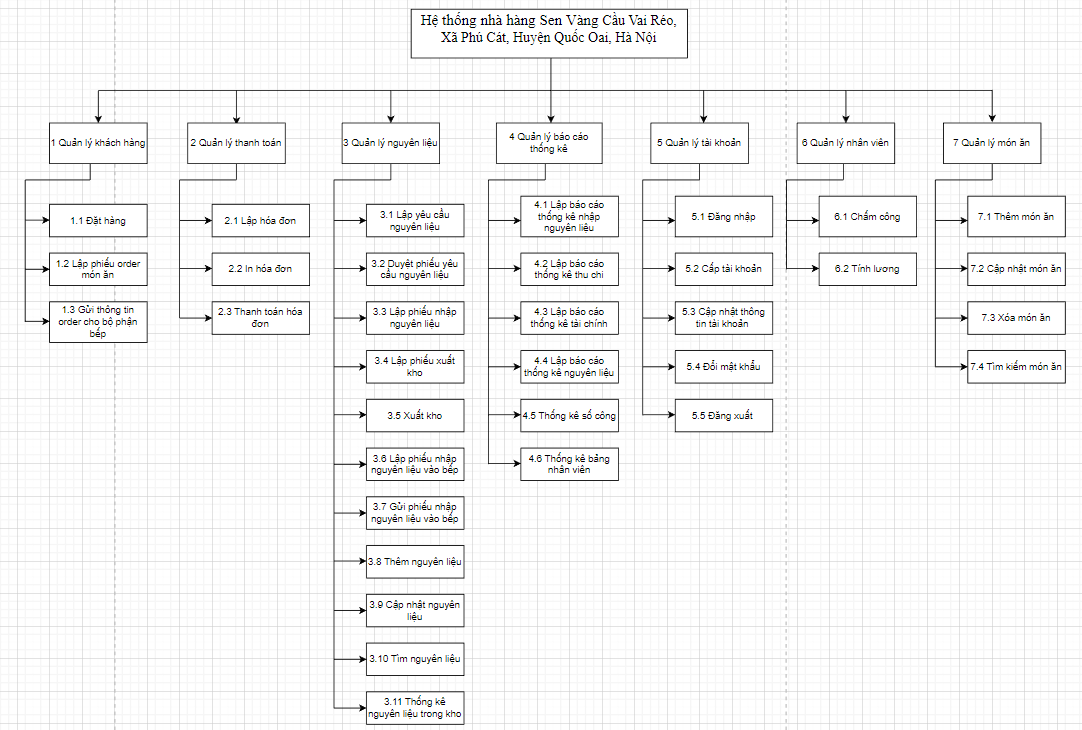 Hệ thống nhà hàng Sen Vàng Cầu Vai Réo,
Xã Phú Cát, Huyện Quốc Oai, Hà Nội
1 Quản lý khách hàng
1.1 Đặt hàng
1.2 Lập phiếu order
món ăn
1.3 Gửi thông tin
order cho bộ phận
bếp
2 Quản lý thanh toán
2.1 Lập hóa đơn
2.2 In hóa đơn
2.3 Thanh toán hóa
đơn
3 Quản lý nguyên liệu
3.1 Lập yêu cầu
nguyên liệu
3.2 Duyệt phiếu yêu
cầu nguyên liệu
3.3 Lập phiếu nhập
nguyên liệu
3.4 Lập phiếu xuất
kho
3.5 Xuất kho
3.6 Lập phiếu nhập
nguyên liệu vào bếp
3.7 Gửi phiếu nhập
nguyên liệu vào bếp
3.8 Thêm nguyên liệu
3.9 Cập nhật nguyên
liệu
3.10 Tìm nguyên liệu
3.11 Thống kê
nguyên liệu trong kho
4 Quản lý báo cáo
thống kê
4.1 Lập báo cáo
thống kê nhập
nguyên liệu
4.2 Lập báo cáo
thống kê thu chi
4.3 Lập báo cáo
thống kê tài chính
4.4 Lập báo cáo
thống kê nguyên liệu
4.5 Thống kê số công
4.6 Thống kê bảng
nhân viên
5 Quản lý tài khoản
5.1 Đăng nhập
5.2 Cấp tài khoản
5.3 Cập nhật thông
tin tài khoản
5.4 Đổi mật khẩu
5.5 Đăng xuất
6 Quản lý nhân viên
6.1 Chấm công
6.2 Tính lương
7 Quản lý món ăn
7.1 Thêm món ăn
7.2 Cập nhật món ăn
7.3 Xóa món ăn
7.4 Tìm kiếm món ăn